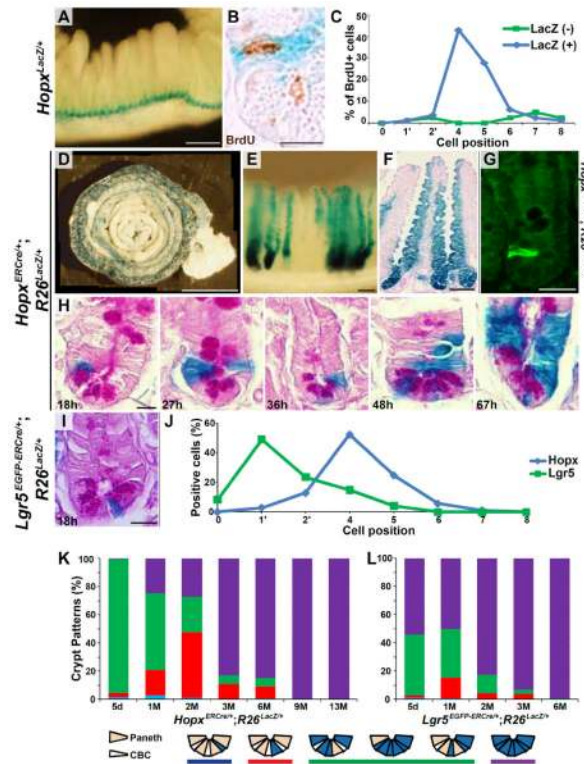 A
B
C
Hopx LacZ/+
BrdU
% of BrdU+ cells
50
40
30
20
10
0
LacZ (-)
LacZ (+)
0 1' 2' 4 5 6 7 8
Cell position
D
E
F
G
Hopx ERCre/+;
R26 LacZ/+
H
18h
27h
36h
48h
67h
I
18h
Lgr5 EGFP-ERCre/+;
R26 LacZ/+
J
Positive cells (%)
60
40
20
0
Hopx
Lgr5
0 1' 2' 4 5 6 7 8
Cell position
K
Crypt Patterns (%)
100
80
60
40
20
0
5d 1M 2M 3M 6M 9M 13M
Hopx ERCre/+;R26 LacZ/+
L
100
80
60
40
20
0
5d 1M 2M 3M 6M
Lgr5 EGFP-ERCre/+;R26 LacZ/+
Paneth
CBC